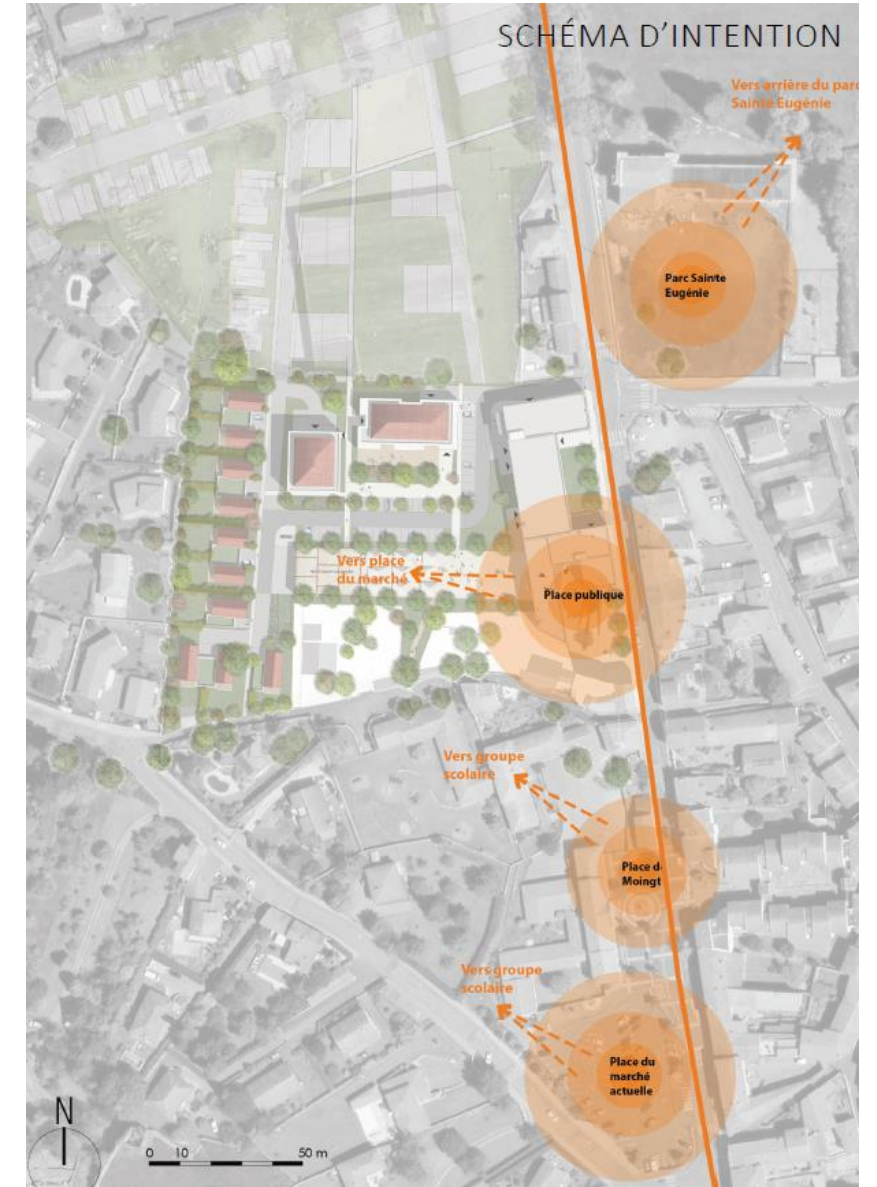 SCHÉMA D'INTENTION
Vers arrière du parc
Sainte Eugénie
Parc Sainte
Eugénie
Vers place
du marché
Place publique
Vers groupe
scolaire
Place d
Moingt
Vers groupe
scolaire
Place du
marché
actuelle
N
0 10 50 m